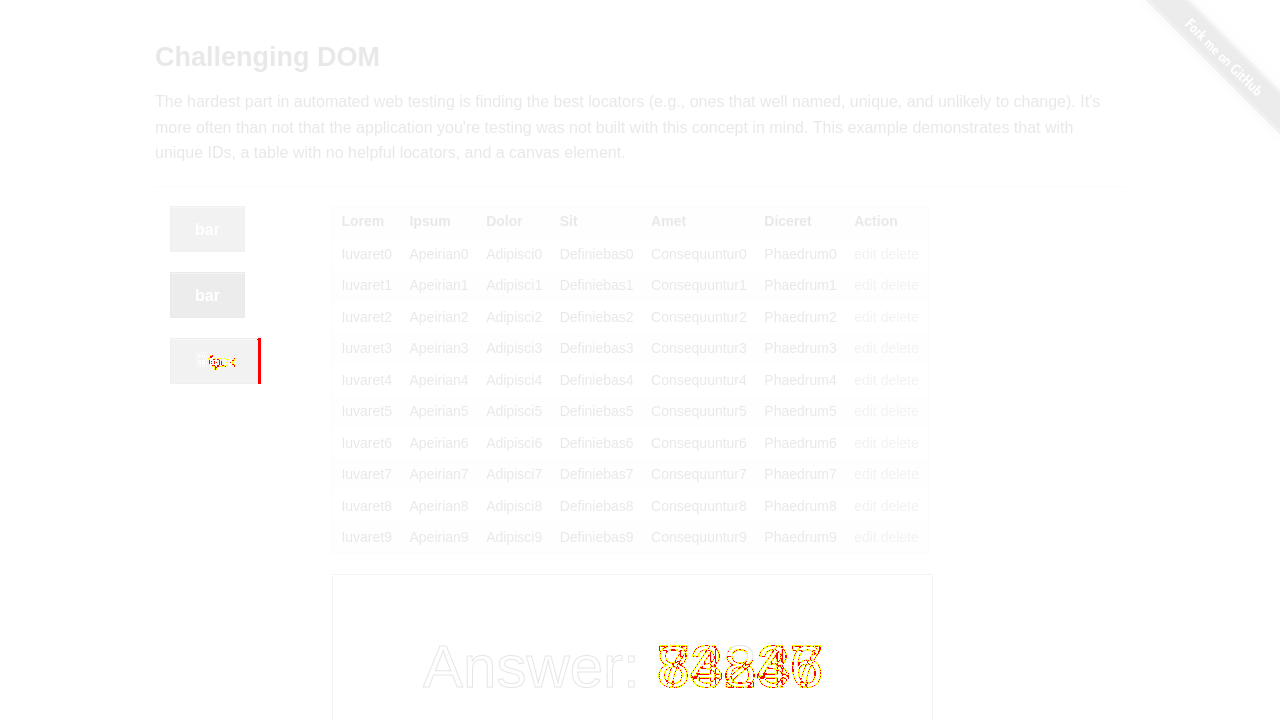 Fork me on GitHub
Challenging DOM
The hardest part in automated web testing is finding the best locators (e.g., ones that well named, unique, and unlikely to change). It's
more often than not that the application you're testing was not built with this concept in mind. This example demonstrates that with
unique IDs, a table with no helpful locators, and a canvas element.
bar
bar
Lorem Ipsum Dolor Sit Amet Diceret Action
Iuvaret0 Apeirian0 Adipisci0 Definiebas0 Consequuntur0 Phaedrum0 edit delete
Iuvaret1 Apeirian1 Adipisci1 Definiebas1 Consequuntur1 Phaedrum1 edit delete
Iuvaret2 Apeirian2 Adipisci2 Definiebas2 Consequuntur2 Phaedrum2 edit delete
Iuvaret3 Apeirian3 Adipisci3 Definiebas3 Consequuntur3 Phaedrum3 edit delete
Iuvaret4 Apeirian4 Adipisci4 Definiebas4 Consequuntur4 Phaedrum4 edit delete
Iuvaret5 Apeirian5 Adipisci5 Definiebas5 Consequuntur5 Phaedrum5 edit delete
Iuvaret6 Apeirian6 Adipisci6 Definiebas6 Consequuntur6 Phaedrum6 edit delete
Iuvaret7 Apeirian7 Adipisci7 Definiebas7 Consequuntur7 Phaedrum7 edit delete
Iuvaret8 Apeirian8 Adipisci8 Definiebas8 Consequuntur8 Phaedrum8 edit delete
Iuvaret9 Apeirian9 Adipisci9 Definiebas9 Consequuntur9 Phaedrum9 edit delete
Answer: